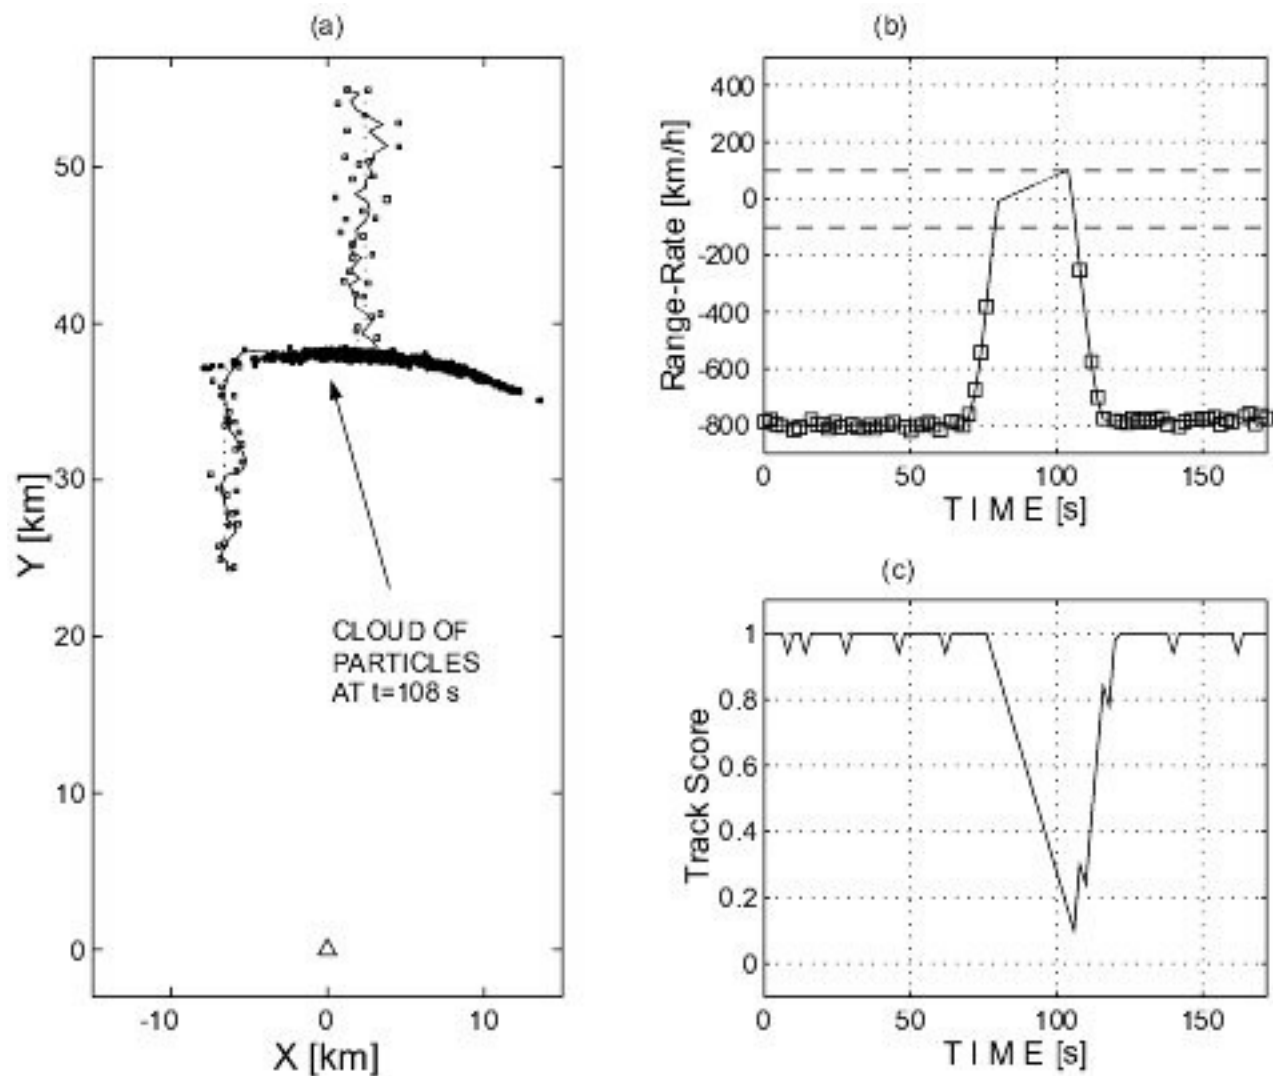 (a)
50
40
30
20
10
0
-10
0
10
Y [km]
X [km]
CLOUD OF
PARTICLES
AT t=108 s
(b)
400
200
0
-200
-400
-600
-800
0
50
100
150
Range-Rate [km/h]
T I M E [s]
(c)
1
0.8
0.6
0.4
0.2
0
0
50
100
150
Track Score
T I M E [s]